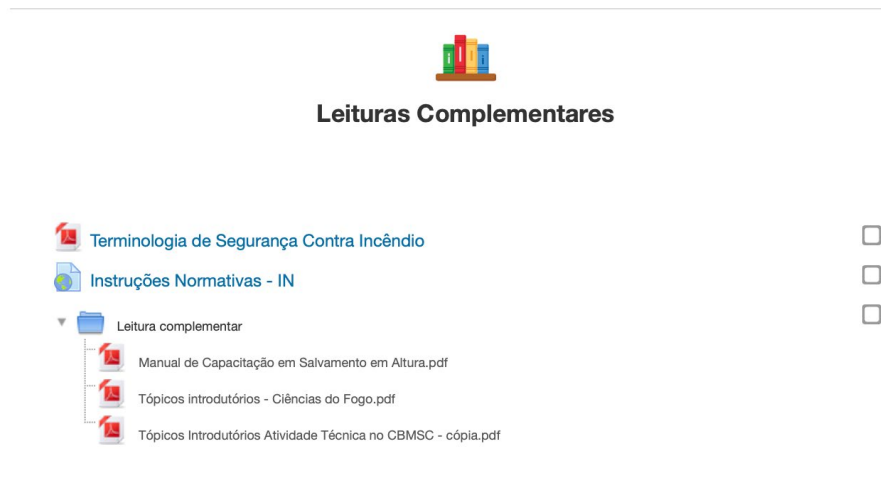 Leituras Complementares
Terminologia de Segurança Contra Incêndio
Instruções Normativas - IN
Leitura complementar
Manual de Capacitação em Salvamento em Altura.pdf
Tópicos introdutórios - Ciências do Fogo.pdf
Tópicos Introdutórios Atividade Técnica no CBMSC - cópia.pdf